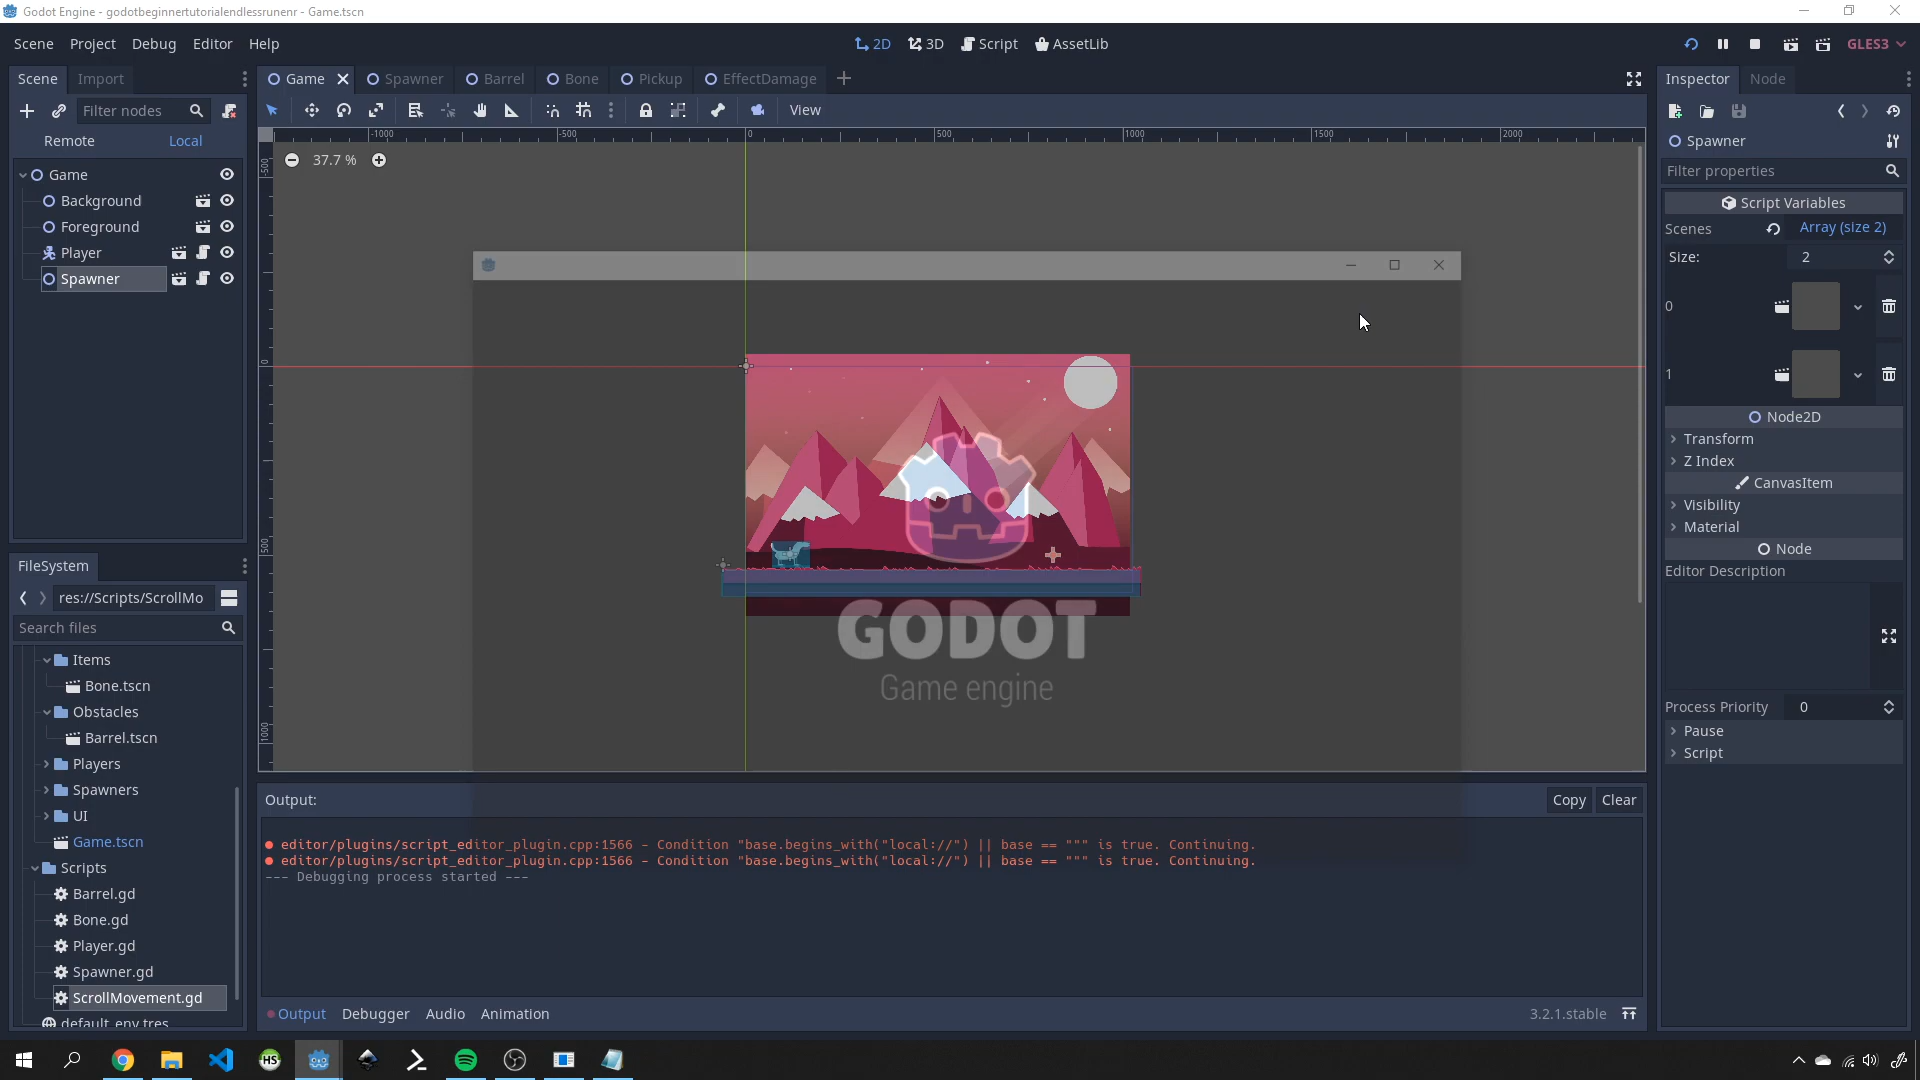 Godot Engine - godotbeginnertutorialendlessrunenr - Game.tscn
Scene Project Debug Editor Help
2D 3D Script AssetLib
GLES3
Scene Import
Game Spawner Barrel Bone Pickup EffectDamage
Inspector Node
Filter nodes
View
Remote Local
-1000 -500 0 500 1000 1500 2000
-500
0
500
1000
37.7 %
Game
Background
Foreground
Player
Spawner
GODOT
Game engine
Spawner
Filter properties
Script Variables
Scenes Array (size 2)
Size: 2
0
1
Node2D
Transform
Z Index
CanvasItem
Visibility
Material
Node
Editor Description
Process Priority 0
Pause
Script
FileSystem
res://Scripts/ScrollMo
Search files
Items
Bone.tscn
Obstacles
Barrel.tscn
Players
Spawners
UI
Game.tscn
Scripts
Barrel.gd
Bone.gd
Player.gd
Spawner.gd
ScrollMovement.gd
default_env.tres
Output: Copy Clear
editor/plugins/script_editor_plugin.cpp:1566 - Condition "base.begins_with("local://") || base == """ is true. Continuing.
editor/plugins/script_editor_plugin.cpp:1566 - Condition "base.begins_with("local://") || base == """ is true. Continuing.
--- Debugging process started ---
Output Debugger Audio Animation
3.2.1.stable
HS